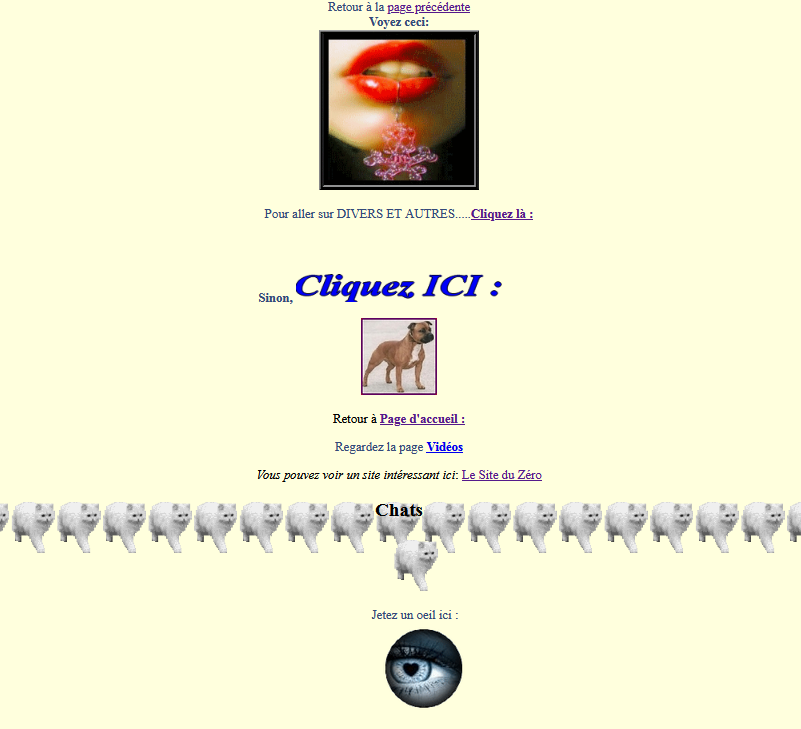 Retour à la page précédente
Voyez ceci:
Pour aller sur DIVERS ET AUTRES.....Cliquez là :
Sinon, Cliquez ICI :
Retour à Page d'accueil :
Regardez la page Vidéos
Vous pouvez voir un site intéressant ici: Le Site du Zéro
Chats
Jetez un oeil ici :